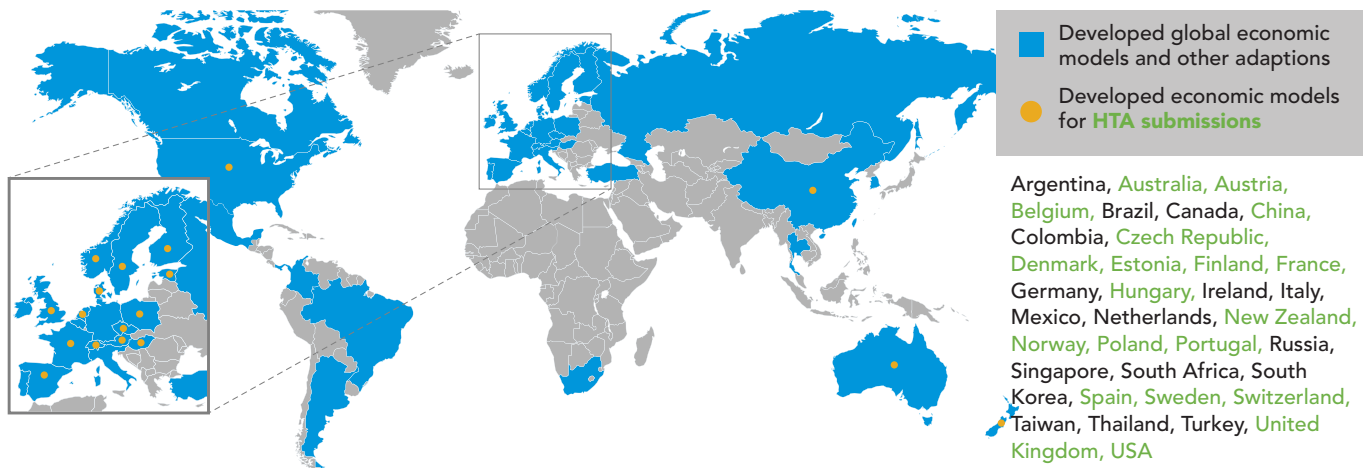 Developed global economic
models and other adaptions
Developed economic models
for HTA submissions
Argentina, Australia, Austria,
Belgium, Brazil, Canada, China,
Colombia, Czech Republic,
Denmark, Estonia, Finland, France,
Germany, Hungary, Ireland, Italy,
Mexico, Netherlands, New Zealand,
Norway, Poland, Portugal, Russia,
Singapore, South Africa, South
Korea, Spain, Sweden, Switzerland,
Taiwan, Thailand, Turkey, United
Kingdom, USA